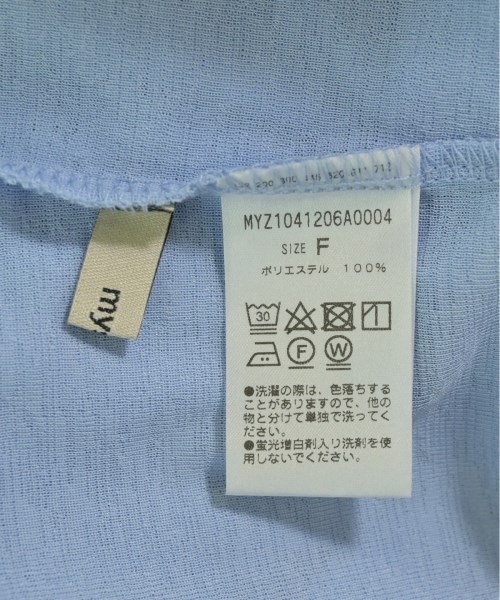 MYZ1041206A0004
SIZE F
ポリエステル 100%
30
F W
●洗濯の際は、色落ちする
ことがありますので、他の
物と分けて単独で洗ってく
ださい。
●蛍光増白剤入り洗剤を使
用しないでください。
my